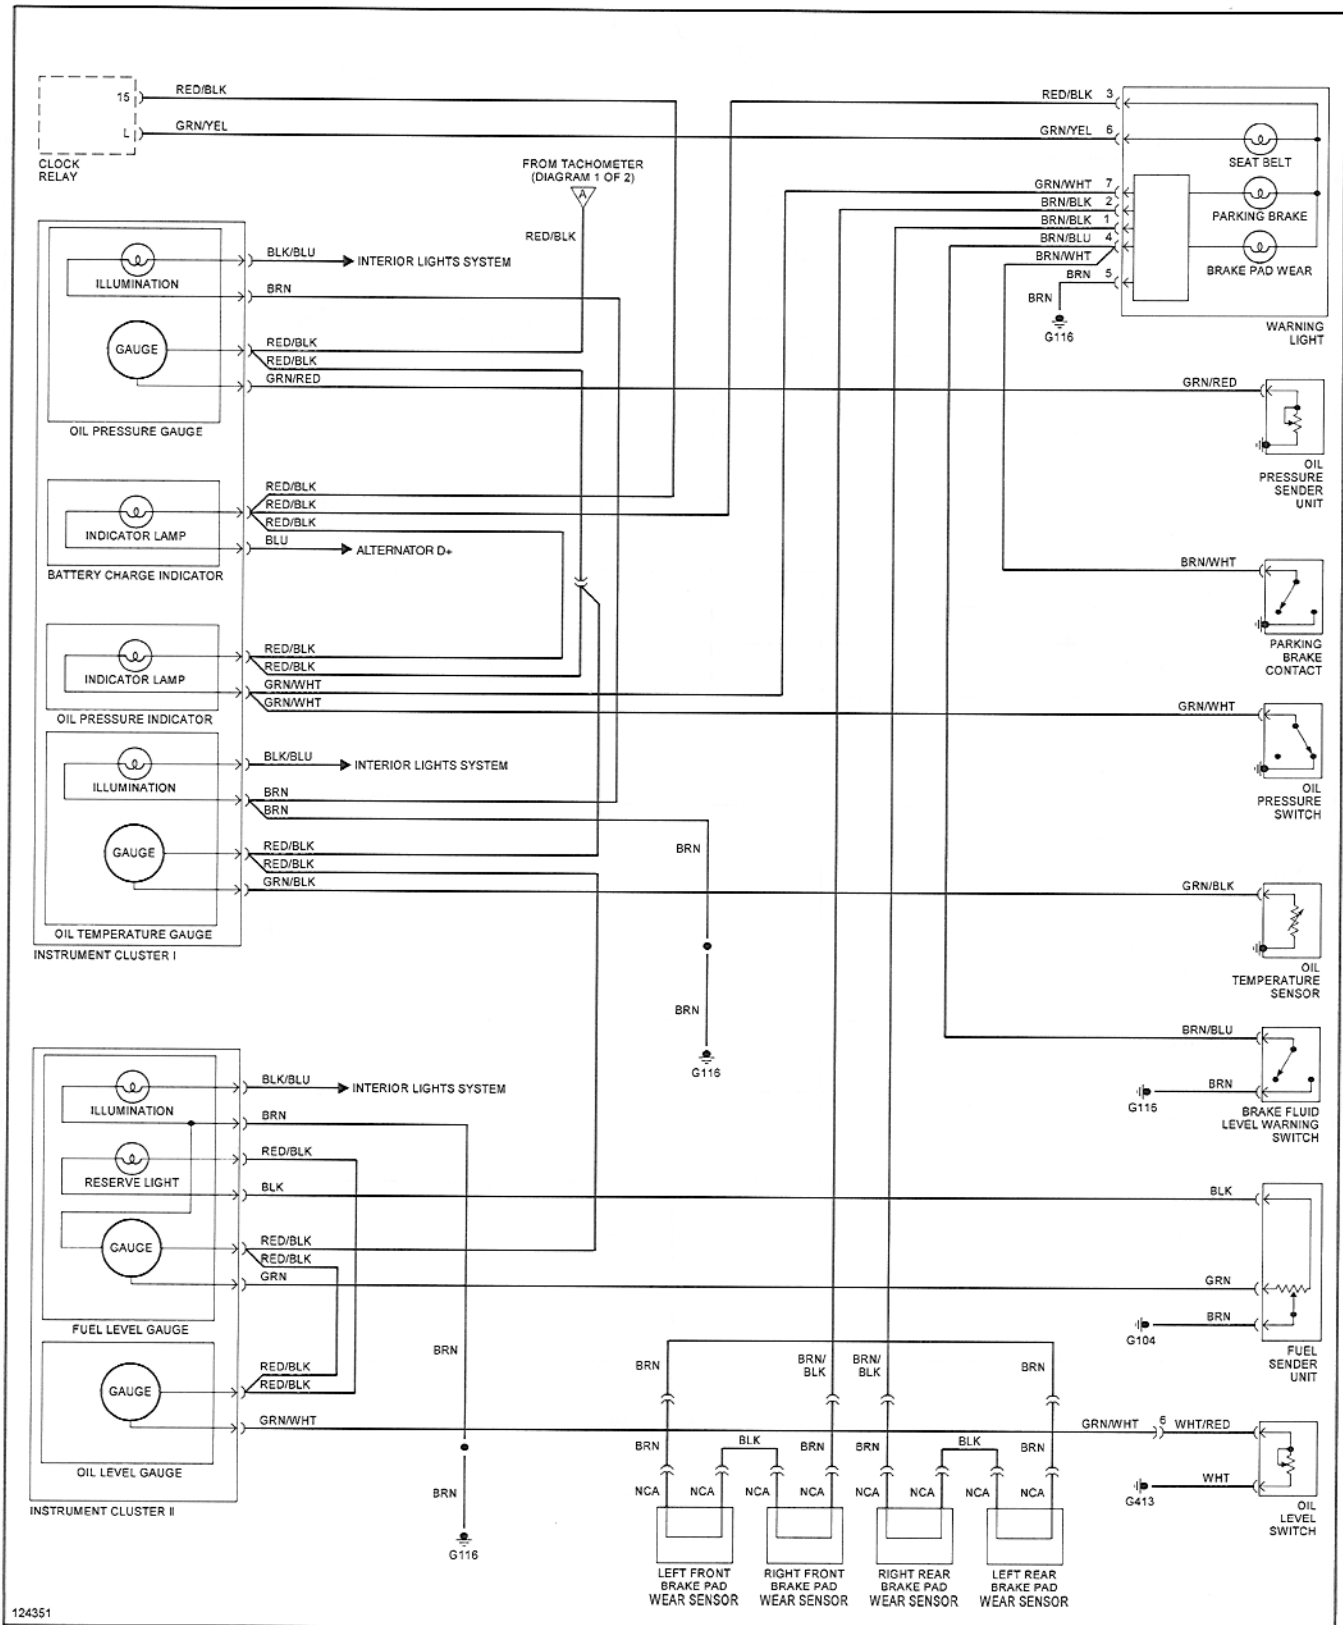 15
RED/BLK
L
GRN/YEL
CLOCK
RELAY
FROM TACHOMETER
(DIAGRAM 1 OF 2)
A
RED/BLK
RED/BLK 3
GRN/YEL 6
SEAT BELT
GRN/WHT 7
BRN/BLK 2
PARKING BRAKE
BRN/BLK 1
BRN/BLU 4
BRN/WHT
BRAKE PAD WEAR
BRN 5
BRN
G116
WARNING
LIGHT
ILLUMINATION
BLK/BLU
INTERIOR LIGHTS SYSTEM
BRN
GAUGE
RED/BLK
RED/BLK
GRN/RED
OIL PRESSURE GAUGE
GRN/RED
OIL
PRESSURE
SENDER
UNIT
RED/BLK
RED/BLK
RED/BLK
INDICATOR LAMP
BLU
ALTERNATOR D+
BATTERY CHARGE INDICATOR
BRN/WHT
PARKING
BRAKE
CONTACT
RED/BLK
RED/BLK
INDICATOR LAMP
GRN/WHT
GRN/WHT
OIL PRESSURE INDICATOR
GRN/WHT
OIL
PRESSURE
SWITCH
BLK/BLU
INTERIOR LIGHTS SYSTEM
ILLUMINATION
BRN
BRN
BRN
GAUGE
RED/BLK
RED/BLK
GRN/BLK
OIL TEMPERATURE GAUGE
INSTRUMENT CLUSTER I
GRN/BLK
OIL
TEMPERATURE
SENSOR
BRN
G116
BRN/BLU
BRN
G116
BRAKE FLUID
LEVEL WARNING
SWITCH
BLK/BLU
INTERIOR LIGHTS SYSTEM
ILLUMINATION
BRN
RED/BLK
RESERVE LIGHT
BLK
GAUGE
RED/BLK
RED/BLK
GRN
FUEL LEVEL GAUGE
BLK
GRN
BRN
G104
FUEL
SENDER
UNIT
BRN
RED/BLK
RED/BLK
GAUGE
GRN/WHT
OIL LEVEL GAUGE
INSTRUMENT CLUSTER II
BRN
G116
BRN
BRN/
BLK
BRN/
BLK
BRN
GRN/WHT 6 WHT/RED
BRN
BLK
BRN
BRN
BLK
BRN
NCA
NCA
NCA
NCA
NCA
NCA
NCA
NCA
WHT
G413
OIL
LEVEL
SWITCH
LEFT FRONT
BRAKE PAD
WEAR SENSOR
RIGHT FRONT
BRAKE PAD
WEAR SENSOR
RIGHT REAR
BRAKE PAD
WEAR SENSOR
LEFT REAR
BRAKE PAD
WEAR SENSOR
124351